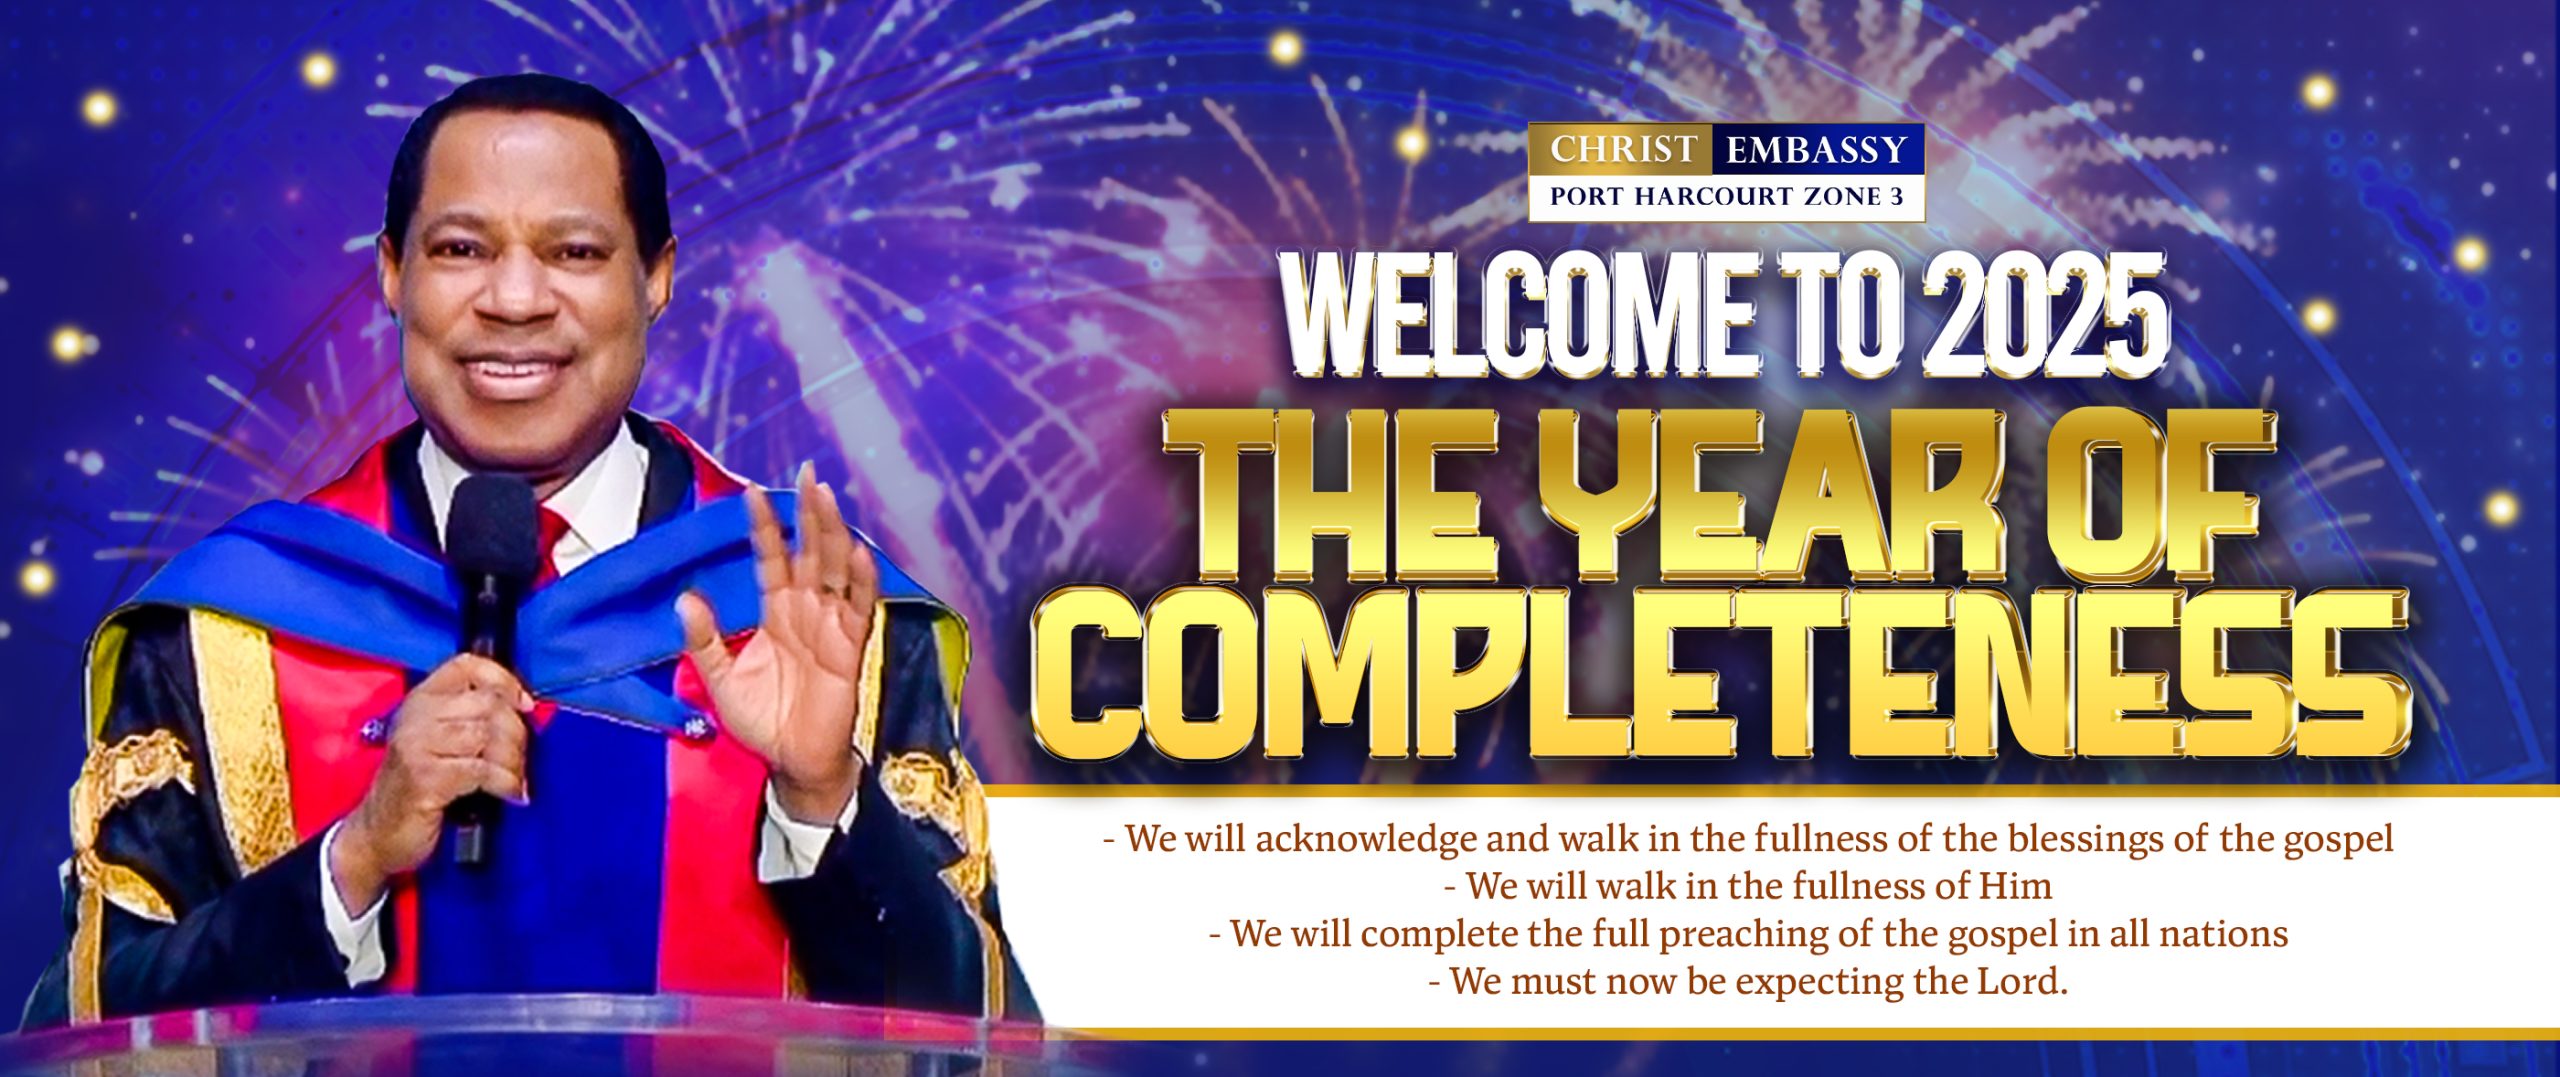 CHRIST EMBASSY
PORT HARCOURT ZONE 3
WELCOME TO 2025
THE YEAR OF
COMPLETENESS
- We will acknowledge and walk in the fullness of the blessings of the gospel
- We will walk in the fullness of Him
- We will complete the full preaching of the gospel in all nations
- We must now be expecting the Lord.